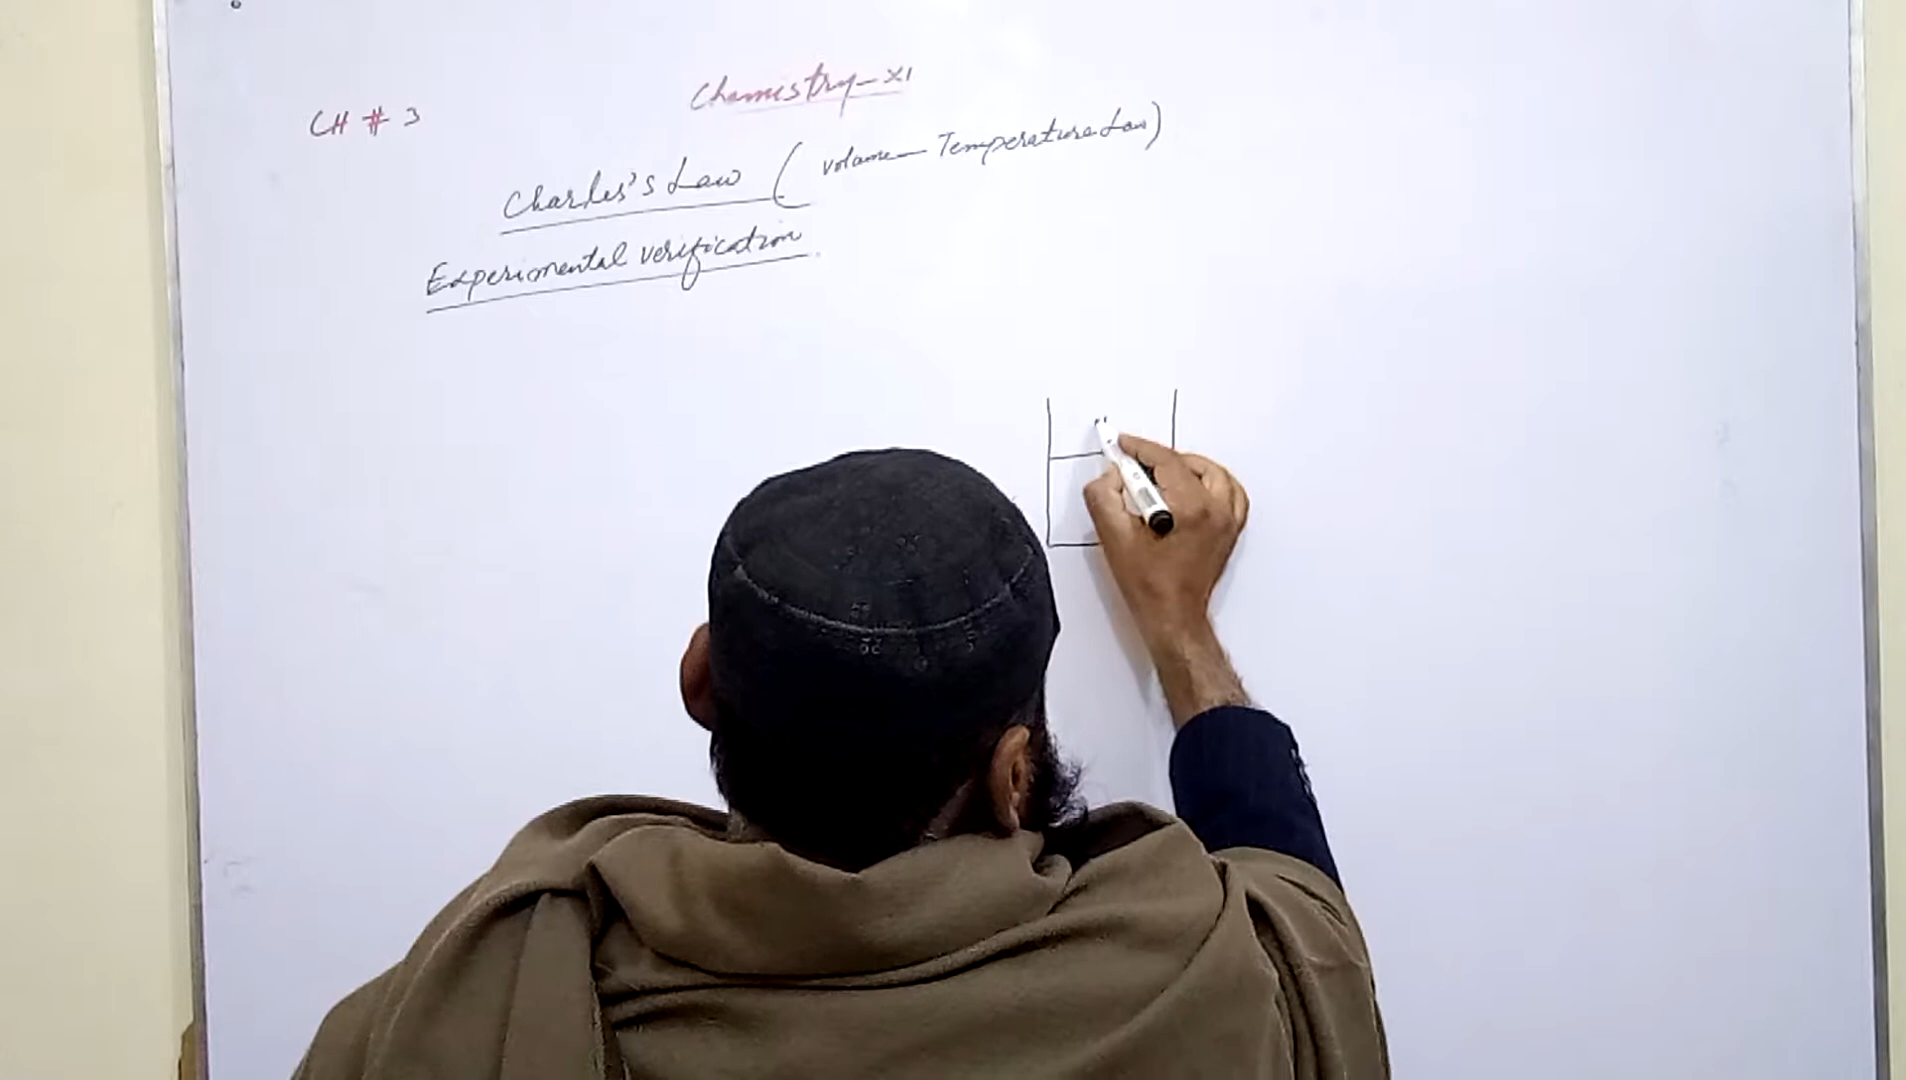 Chemistry-XI
CH # 3
Charles's Law (volume - Temperature Law)
Experimental verification